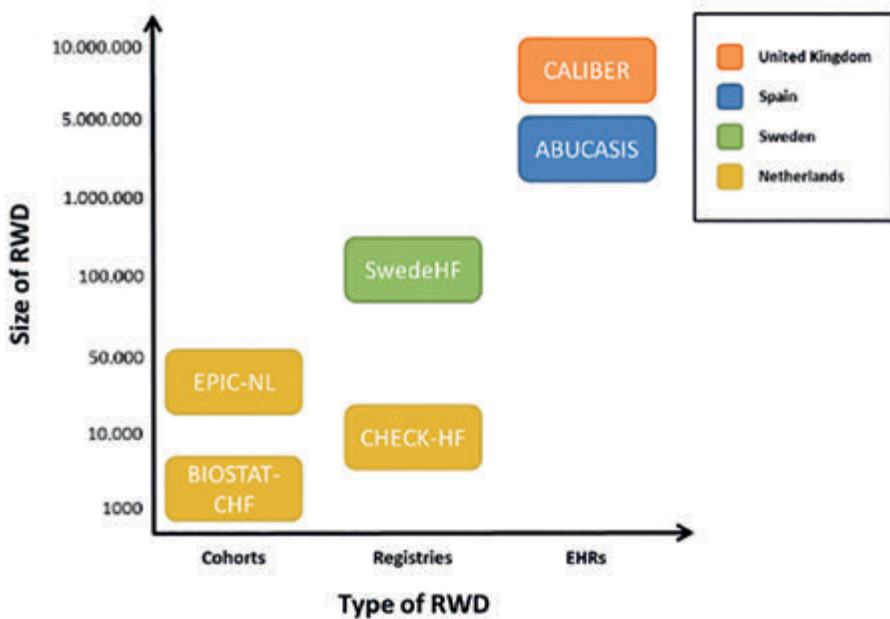 10.000.000
5.000.000
1.000.000
100.000
50.000
10.000
1000
Size of RWD
CALIBER
ABUCASIS
SwedeHF
EPIC-NL
CHECK-HF
BIOSTAT-
CHF
Cohorts
Registries
EHRs
Type of RWD
United Kingdom
Spain
Sweden
Netherlands